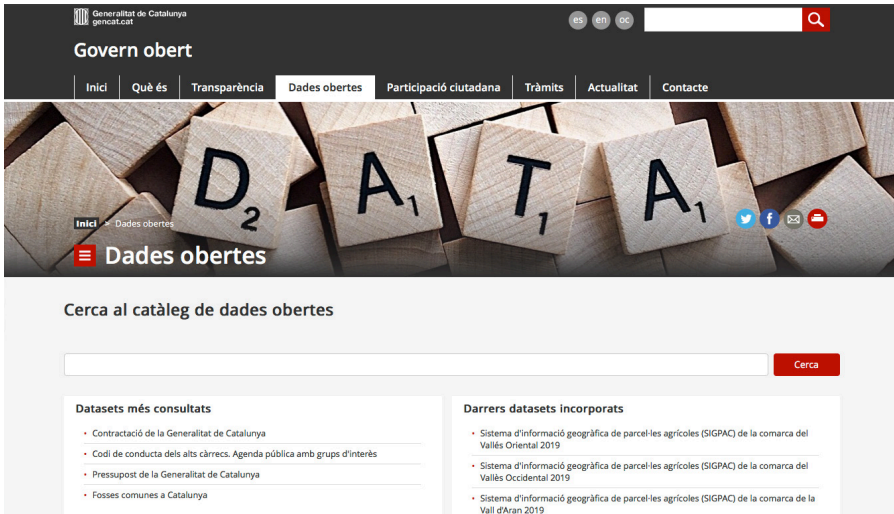 Generalitat de Catalunya
gencat.cat
es en oc
Govern obert
Inici Què és Transparència Dades obertes Participació ciutadana Tràmits Actualitat Contacte
D2 A1 T1 A1
Inici > Dades obertes
Dades obertes
Cerca al catàleg de dades obertes
Cerca
Datasets més consultats
Contractació de la Generalitat de Catalunya
Codi de conducta dels alts càrrecs. Agenda pública amb grups d'interès
Pressupost de la Generalitat de Catalunya
Fosses comunes a Catalunya
Darrers datasets incorporats
Sistema d'informació geogràfica de parcel·les agrícoles (SIGPAC) de la comarca del
Vallés Oriental 2019
Sistema d'informació geogràfica de parcel·les agrícoles (SIGPAC) de la comarca del
Vallès Occidental 2019
Sistema d'informació geogràfica de parcel·les agrícoles (SIGPAC) de la comarca de la
Vall d'Aran 2019